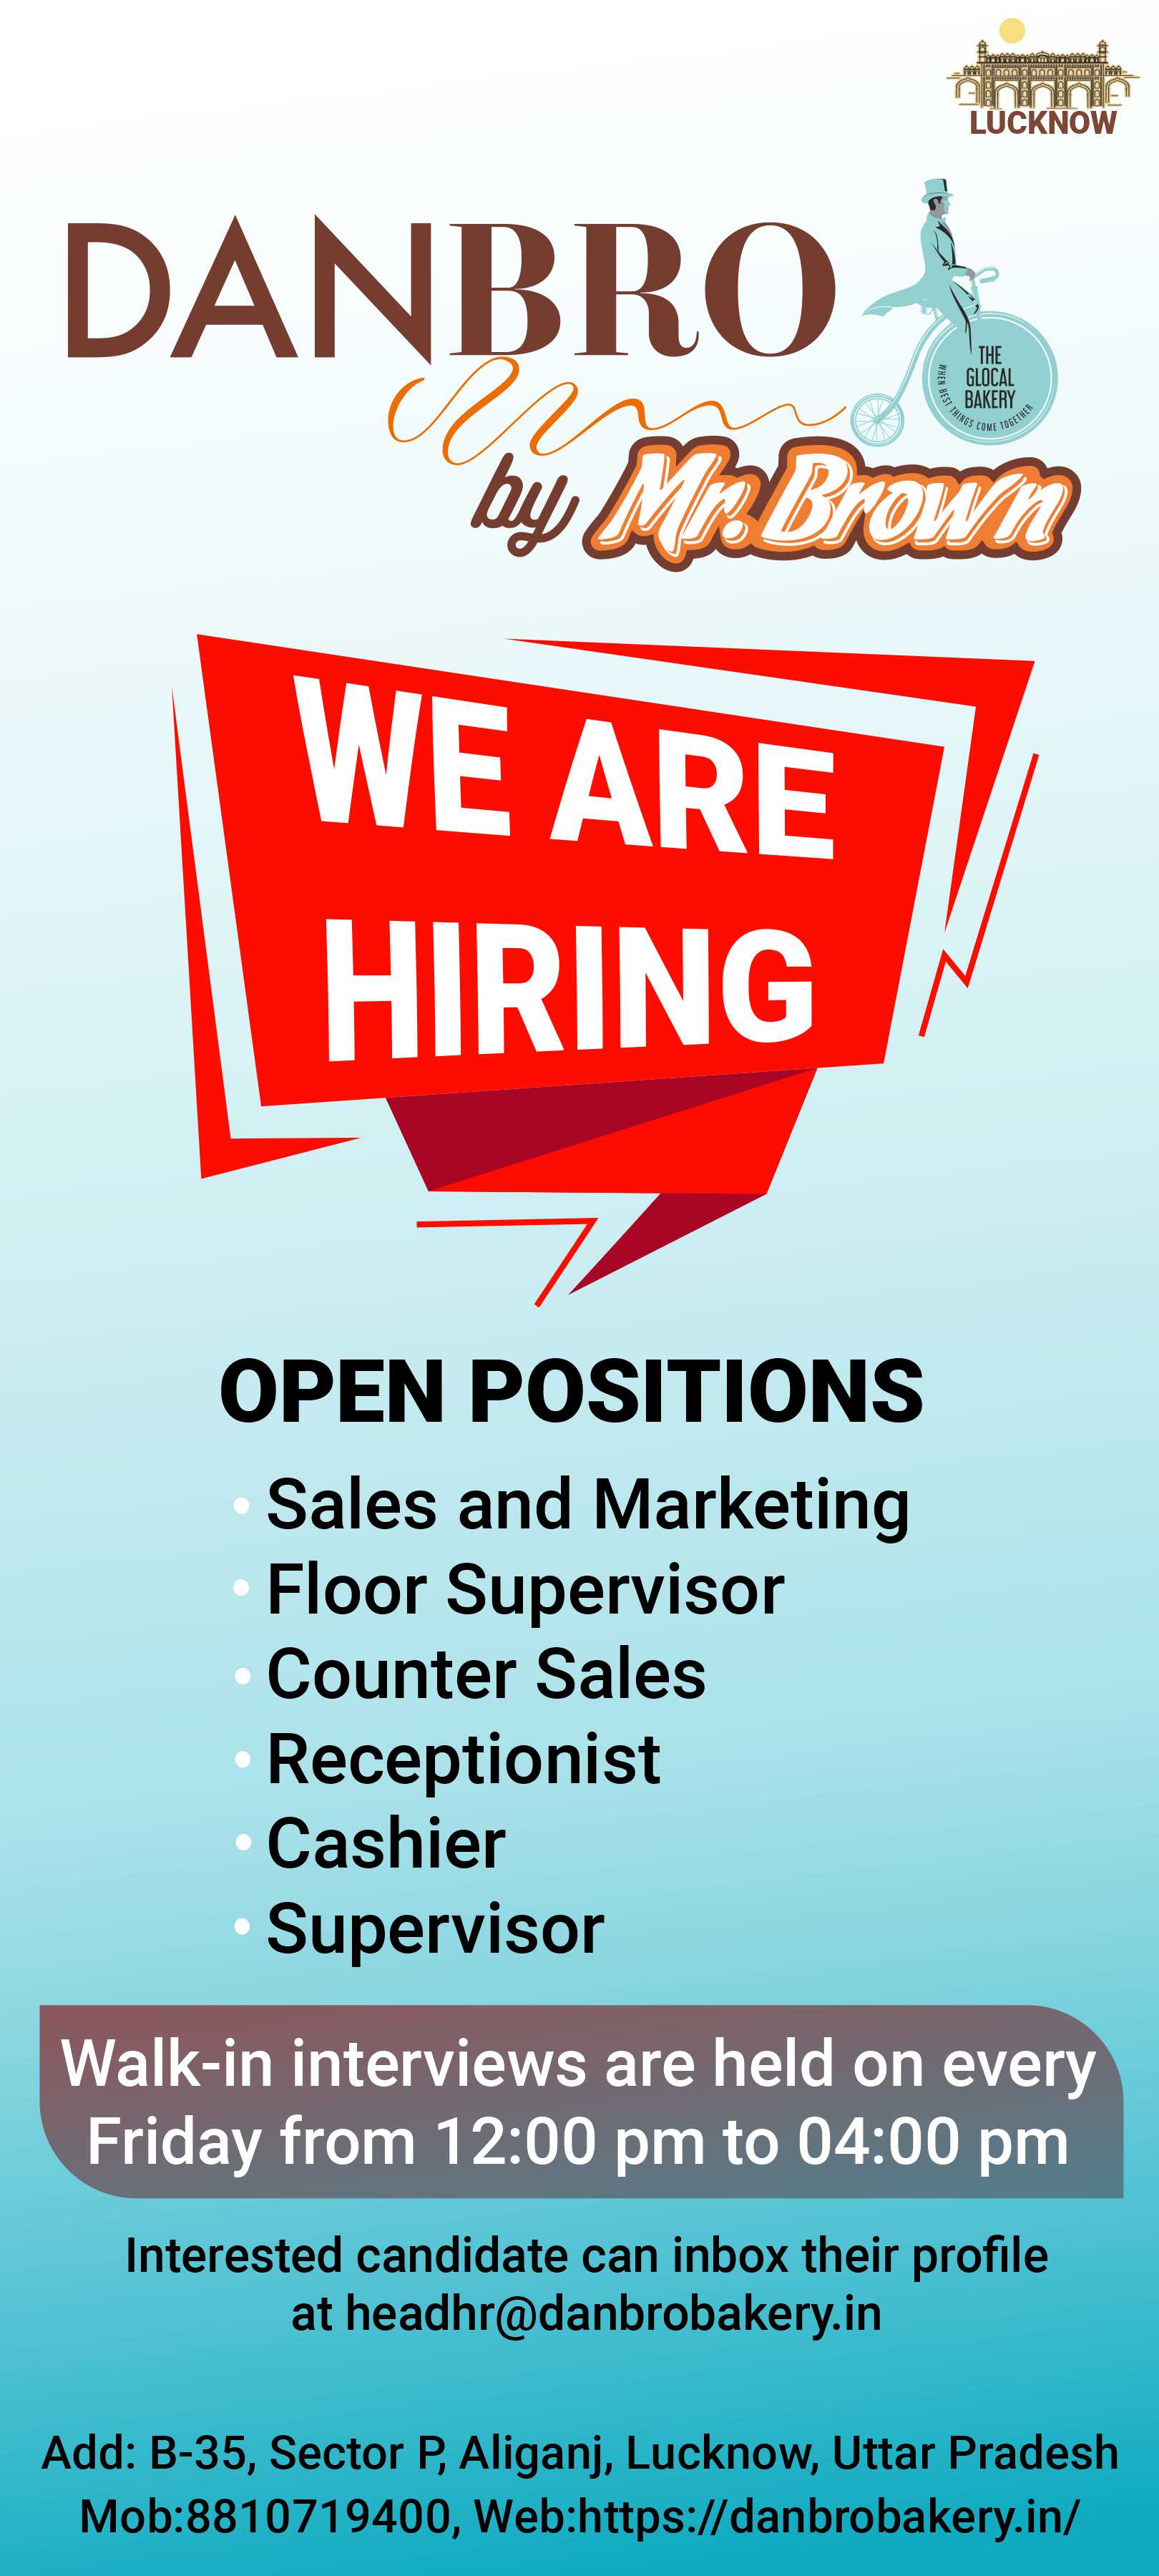 LUCKNOW
DANBRO
THE
GLOCAL
BAKERY
WHEN BEST THINGS COME TOGETHER
by Mr. Brown
WE ARE
HIRING
OPEN POSITIONS
• Sales and Marketing
• Floor Supervisor
• Counter Sales
• Receptionist
• Cashier
• Supervisor
Walk-in interviews are held on every
Friday from 12:00 pm to 04:00 pm
Interested candidate can inbox their profile
at headhr@danbrobakery.in
Add: B-35, Sector P, Aliganj, Lucknow, Uttar Pradesh
Mob:8810719400, Web:https://danbrobakery.in/